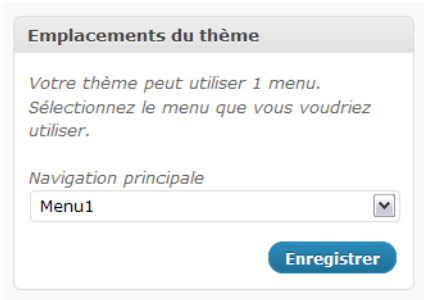 Emplacements du thème
Votre thème peut utiliser 1 menu.
Sélectionnez le menu que vous voudriez
utiliser.
Navigation principale
Menu1
Enregistrer